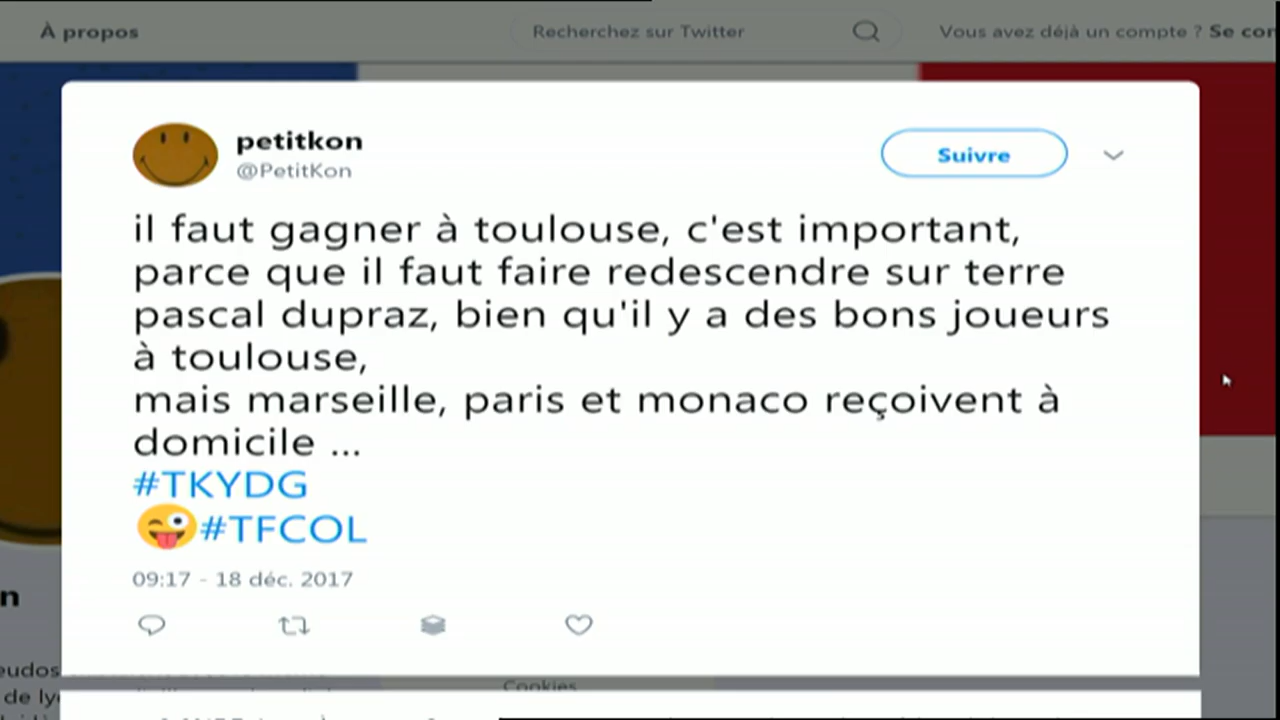 À propos
Recherchez sur Twitter
Vous avez déjà un compte ? Se
petitkon
@PetitKon
Suivre
il faut gagner à toulouse, c'est important,
parce que il faut faire redescendre sur terre
pascal dupraz, bien qu'il y a des bons joueurs
à toulouse,
mais marseille, paris et monaco reçoivent à
domicile ...
#TKYDG
😜#TFCOL
09:17 - 18 déc. 2017
Cookies